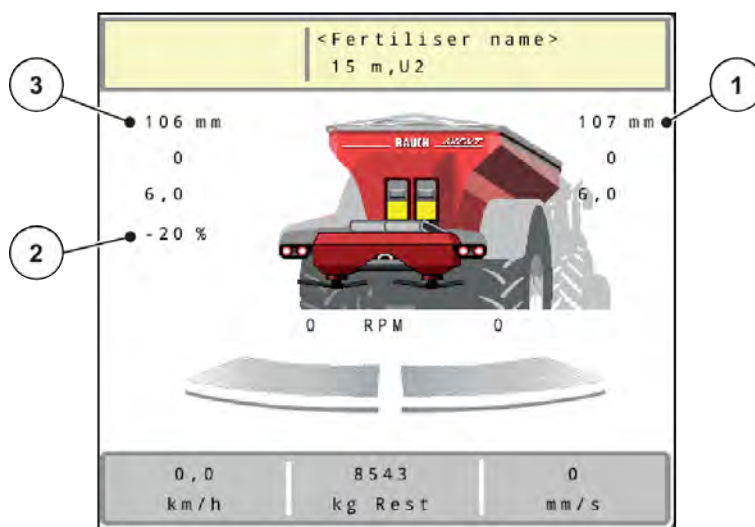 <Fertiliser name>
15 m,U2
3
1
106 mm
107 mm
0
0
6,0
6,0
2
-20 %
RAUCH
0 RPM 0
0,0
8543
0
km/h
kg Rest
mm/s